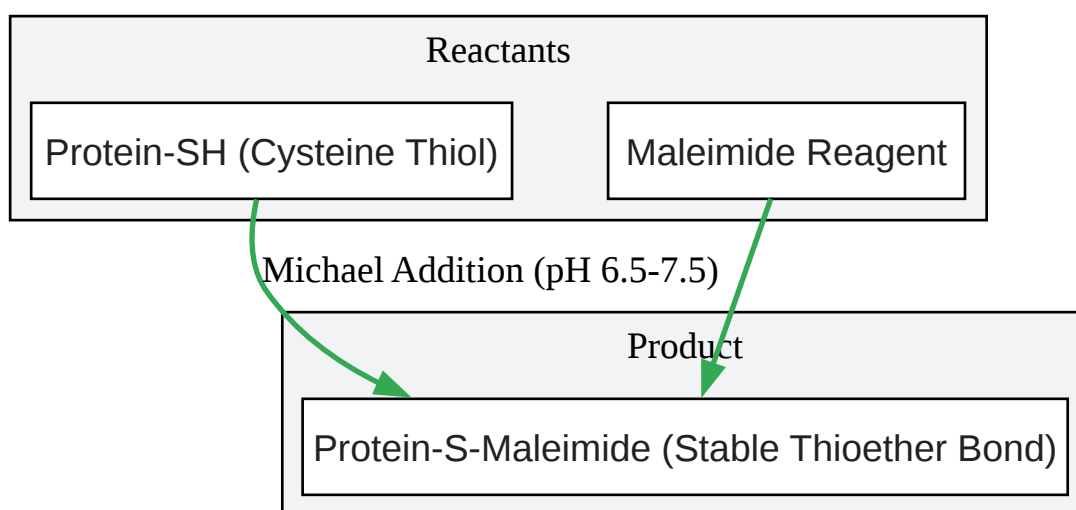 Reactants
Protein-SH (Cysteine Thiol)
Maleimide Reagent
Michael Addition (pH 6.5-7.5)
Product
Protein-S-Maleimide (Stable Thioether Bond)